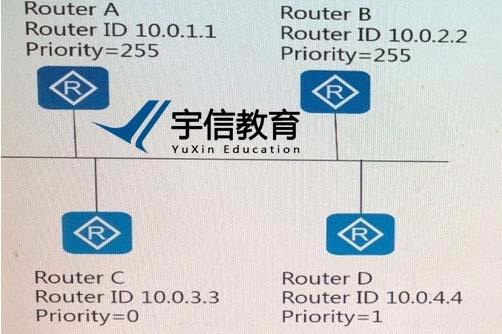 Router A
Router ID 10.0.1.1
Priority=255
Router B
Router ID 10.0.2.2
Priority=255
R
R
宇信教育
YuXin Education
R
R
Router C
Router ID 10.0.3.3
Priority=0
Router D
Router ID 10.0.4.4
Priority=1